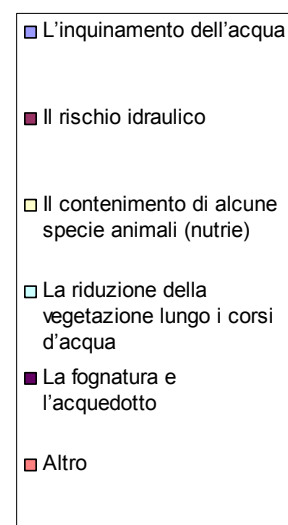 L'inquinamento dell'acqua
Il rischio idraulico
Il contenimento di alcune
specie animali (nutrie)
La riduzione della
vegetazione lungo i corsi
d'acqua
La fognatura e
l'acquedotto
Altro